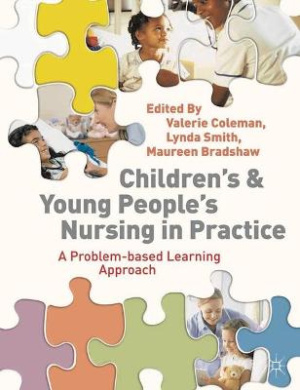 Edited By
Valerie Coleman,
Lynda Smith,
Maureen Bradshaw
Children's &
Young People's
Nursing in Practice
A Problem-based Learning
Approach